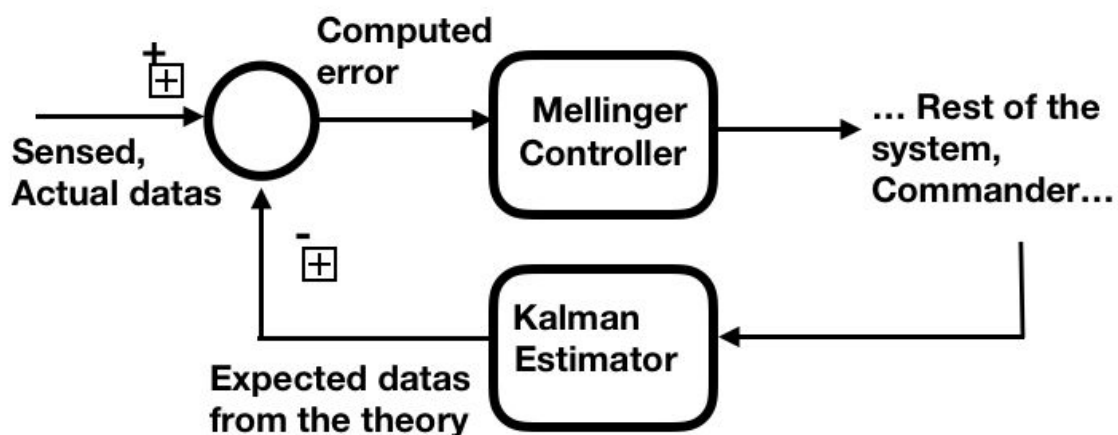 +
Computed
error
Sensed,
Actual datas
Mellinger
Controller
... Rest of the
system,
Commander...
-
Kalman
Estimator
Expected datas
from the theory